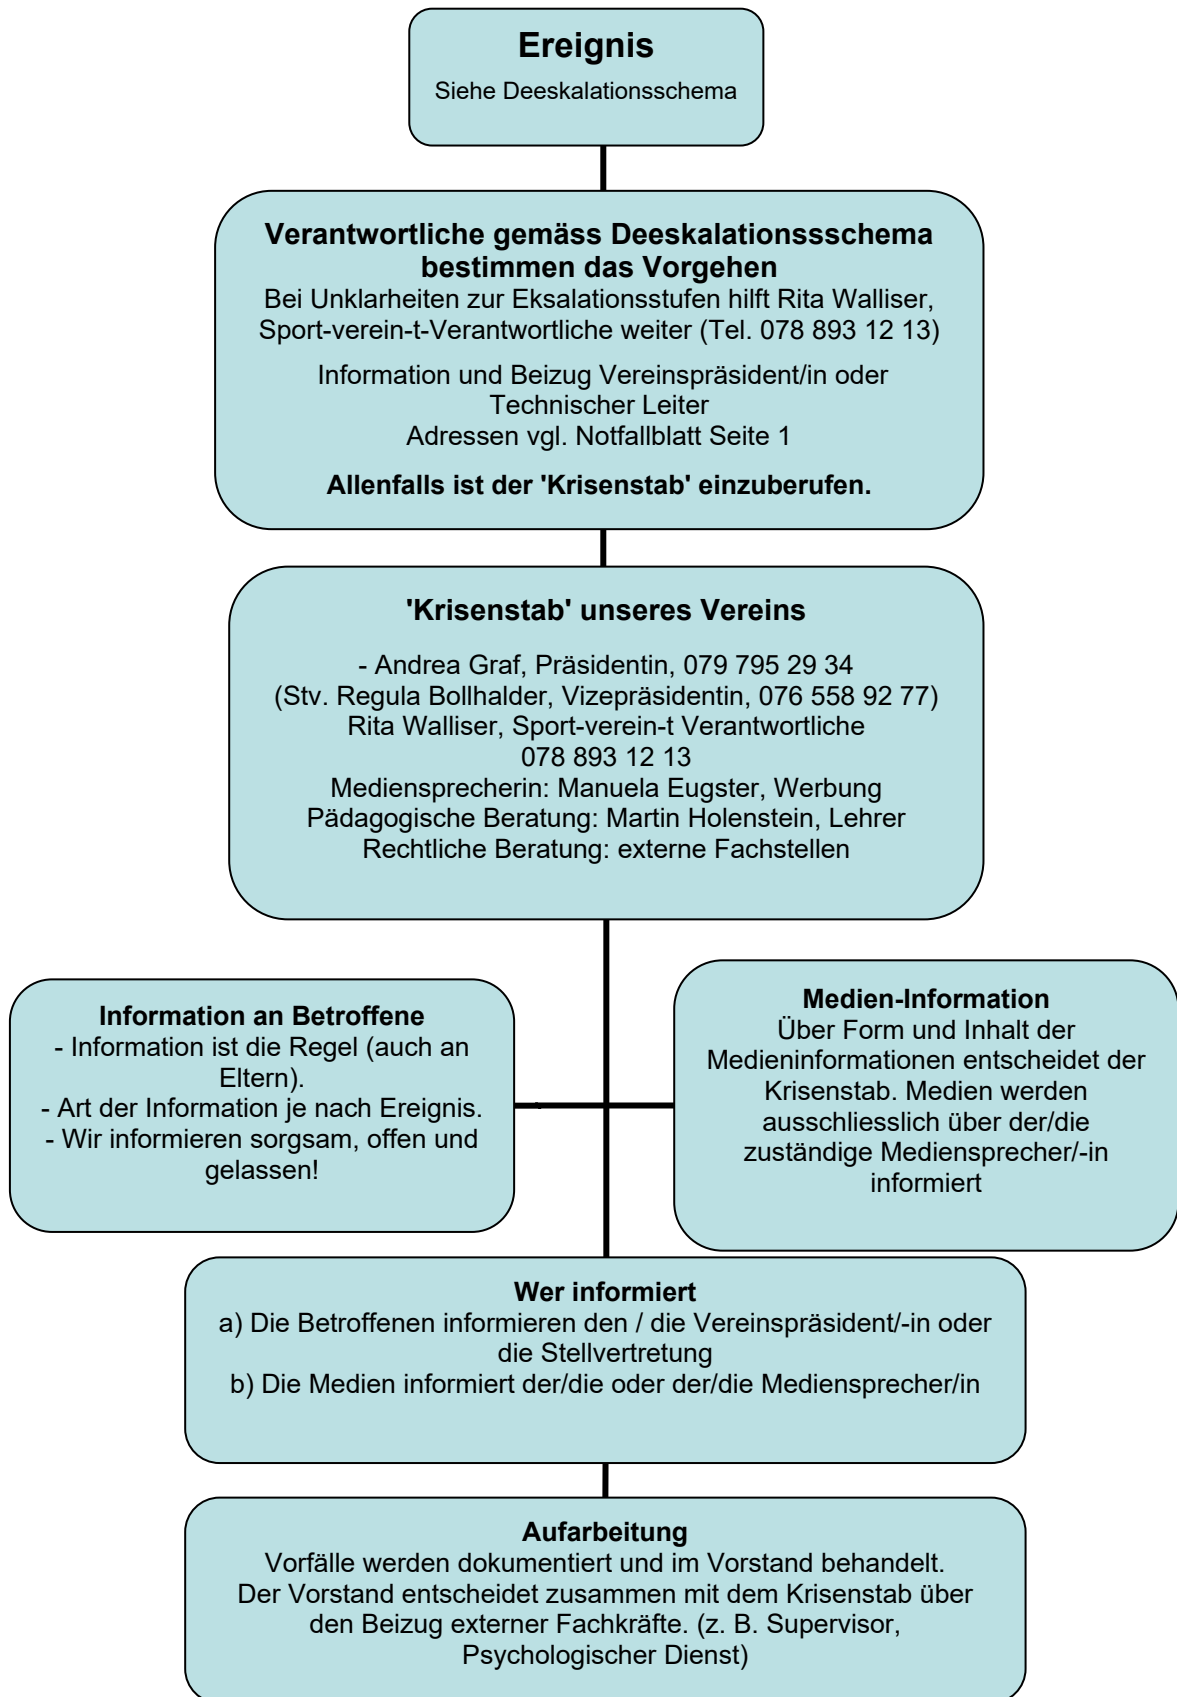 Ereignis
Siehe Deeskalationsschema
Verantwortliche gemäss Deeskalationssschema
bestimmen das Vorgehen
Bei Unklarheiten zur Eksalationsstufen hilft Rita Walliser,
Sport-verein-t-Verantwortliche weiter (Tel. 078 893 12 13)
Information und Beizug Vereinspräsident/in oder
Technischer Leiter
Adressen vgl. Notfallblatt Seite 1
Allenfalls ist der 'Krisenstab' einzuberufen.
'Krisenstab' unseres Vereins
- Andrea Graf, Präsidentin, 079 795 29 34
(Stv. Regula Bollhalder, Vizepräsidentin, 076 558 92 77)
Rita Walliser, Sport-verein-t Verantwortliche
078 893 12 13
Mediensprecherin: Manuela Eugster, Werbung
Pädagogische Beratung: Martin Holenstein, Lehrer
Rechtliche Beratung: externe Fachstellen
Information an Betroffene
- Information ist die Regel (auch an
Eltern).
- Art der Information je nach Ereignis.
- Wir informieren sorgsam, offen und
gelassen!
Medien-Information
Über Form und Inhalt der
Medieninformationen entscheidet der
Krisenstab. Medien werden
ausschliesslich über der/die
zuständige Mediensprecher/-in
informiert
Wer informiert
a) Die Betroffenen informieren den / die Vereinspräsident/-in oder
die Stellvertretung
b) Die Medien informiert der/die oder der/die Mediensprecher/in
Aufarbeitung
Vorfälle werden dokumentiert und im Vorstand behandelt.
Der Vorstand entscheidet zusammen mit dem Krisenstab über
den Beizug externer Fachkräfte. (z. B. Supervisor,
Psychologischer Dienst)